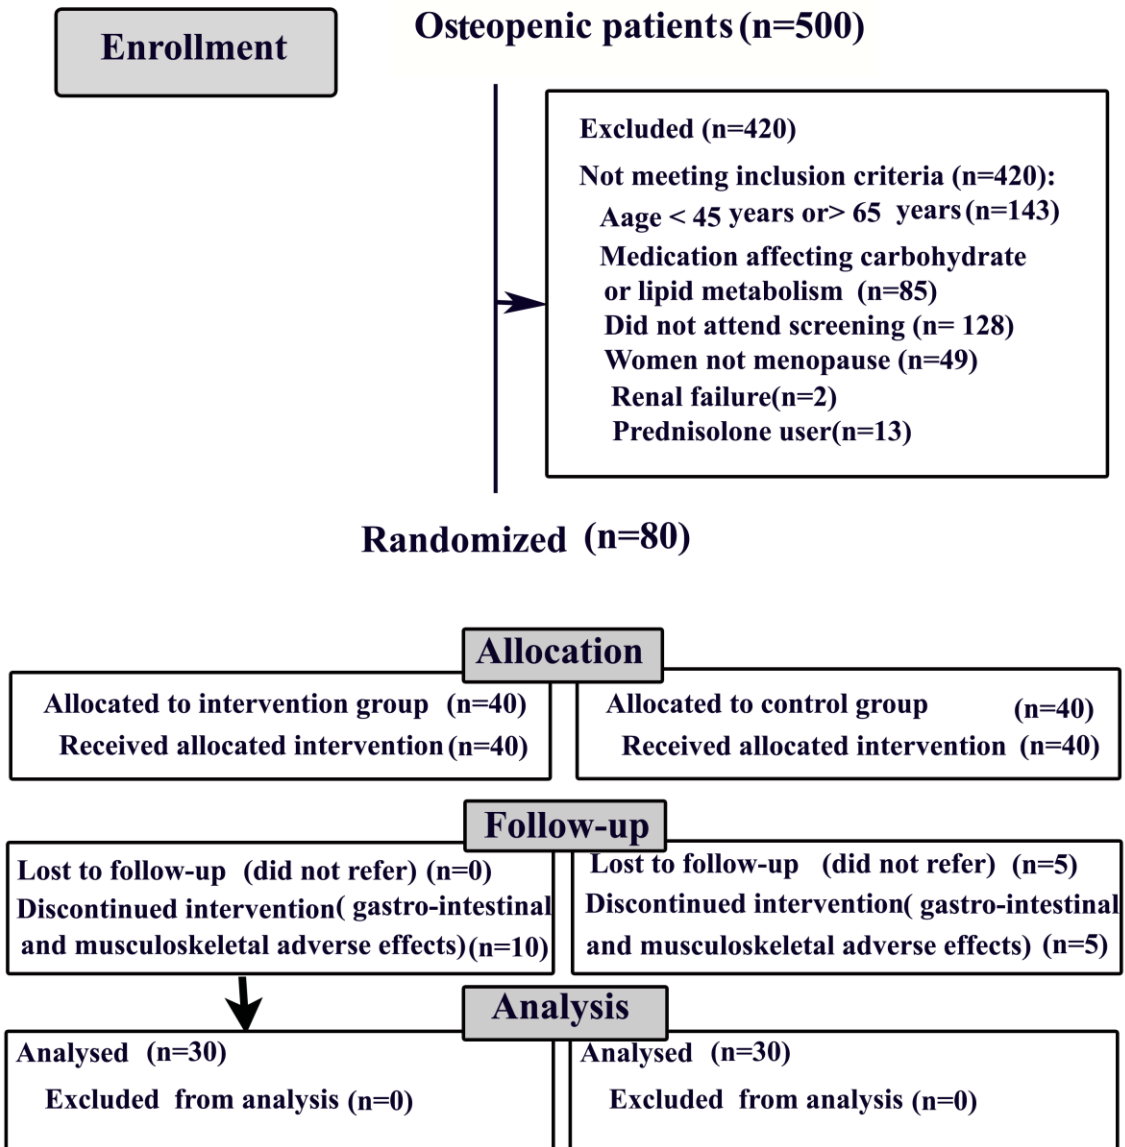 Enrollment
Osteopenic patients (n=500)
Excluded (n=420)
Not meeting inclusion criteria (n=420):
Aage < 45 years or> 65 years (n=143)
Medication affecting carbohydrate
or lipid metabolism (n=85)
Did not attend screening (n= 128)
Women not menopause (n=49)
Renal failure(n=2)
Prednisolone user(n=13)
Randomized (n=80)
Allocation
Allocated to intervention group (n=40)
Received allocated intervention (n=40)
Allocated to control group (n=40)
Received allocated intervention (n=40)
Follow-up
Lost to follow-up (did not refer) (n=0)
Discontinued intervention( gastro-intestinal
and musculoskeletal adverse effects) (n=10)
Lost to follow-up (did not refer) (n=5)
Discontinued intervention( gastro-intestinal
and musculoskeletal adverse effects) (n=5)
Analysis
Analysed (n=30)
Excluded from analysis (n=0)
Analysed (n=30)
Excluded from analysis (n=0)